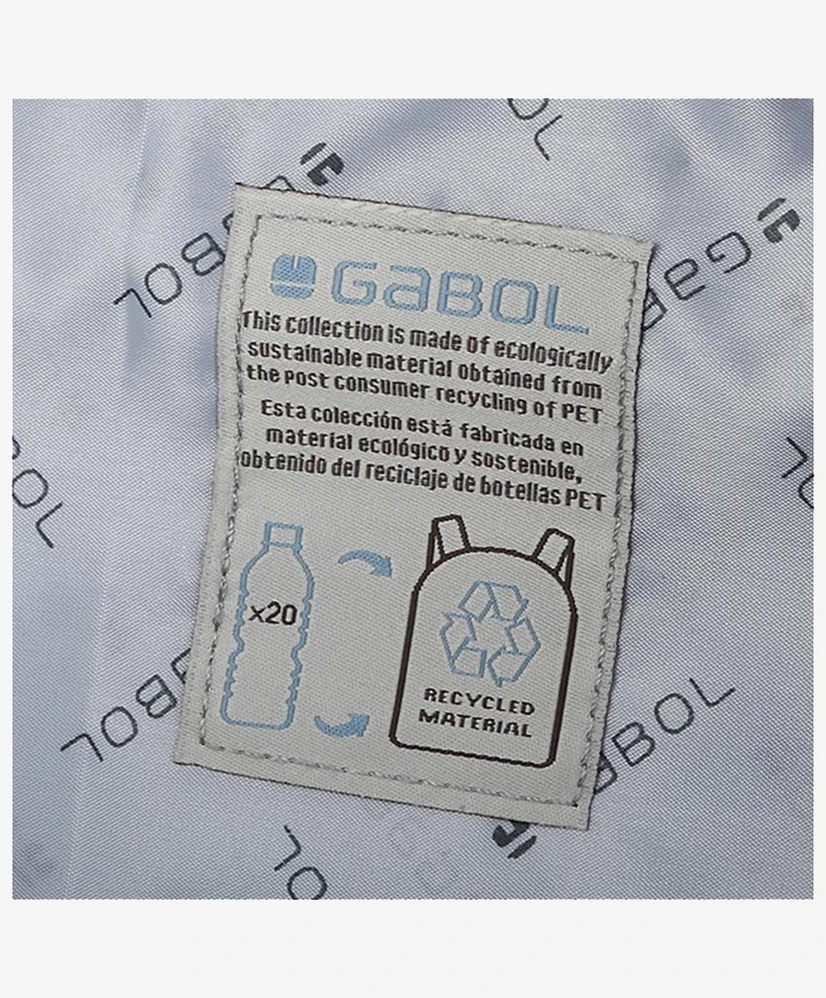 GaBOL
This collection is made of ecologically
sustainable material obtained from
the post consumer recycling of PET
Esta colección está fabricada en
material ecológico y sostenible,
obtenido del reciclaje de botellas PET
x20
RECYCLED
MATERIAL